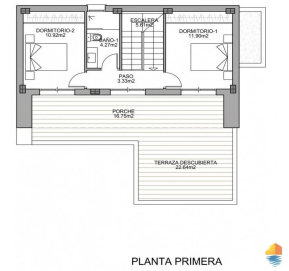 ESCALERA
5.61m2
DORMITORIO-2
10.92m2
DORMITORIO-1
11.90m2
BAÑO-1
4.27m2
PASO
3.33m2
PORCHE
16.75m2
TERRAZA DESCUBIERTA
22.64m2
PLANTA PRIMERA